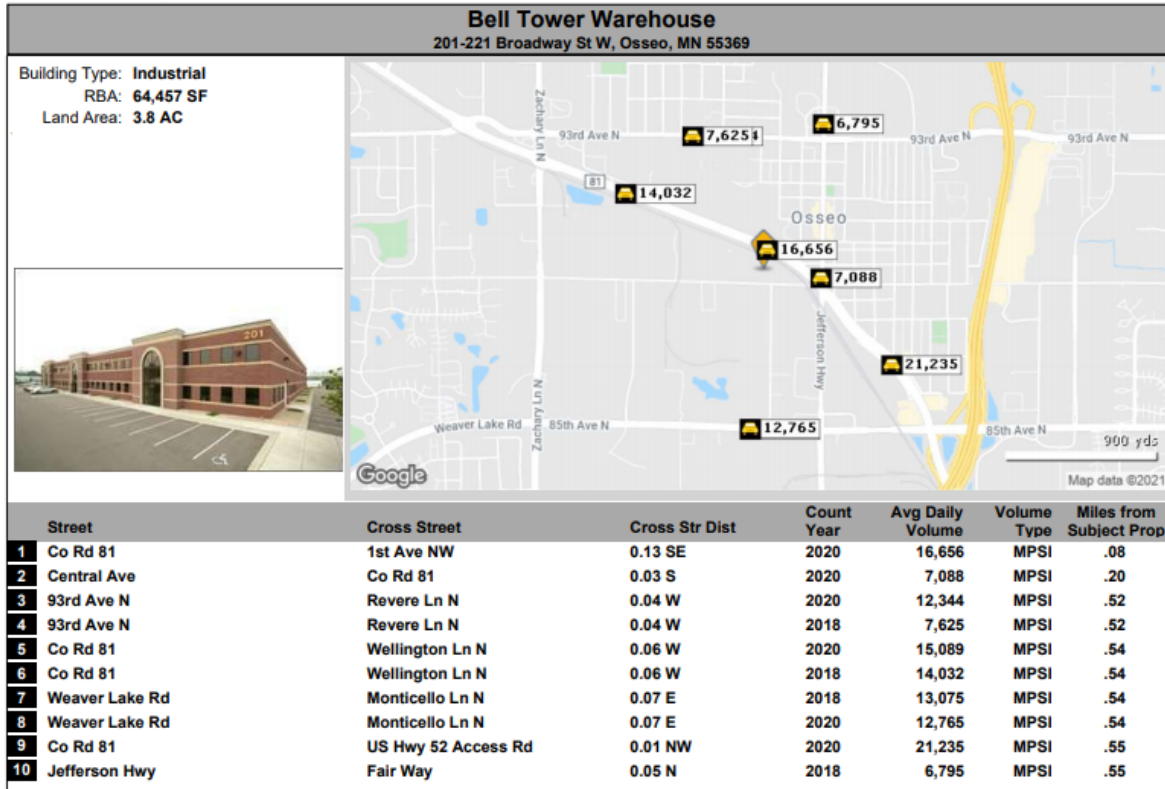 Bell Tower Warehouse
201-221 Broadway St W, Osseo, MN 55369
Building Type: Industrial
RBA: 64,457 SF
Land Area: 3.8 AC
201
Zachary Ln N
93rd Ave N
7,625
6,795
93rd Ave N
93rd Ave N
81
14,032
Osseo
16,656
7,088
Jefferson Hwy
21,235
Zachary Ln N
Weaver Lake Rd
85th Ave N
12,765
85th Ave N
900 yds
Google
Map data ©2021
Street Cross Street Cross Str Dist Count Year Avg Daily Volume Volume Type Miles from Subject Prop
1 Co Rd 81 1st Ave NW 0.13 SE 2020 16,656 MPSI .08
2 Central Ave Co Rd 81 0.03 S 2020 7,088 MPSI .20
3 93rd Ave N Revere Ln N 0.04 W 2020 12,344 MPSI .52
4 93rd Ave N Revere Ln N 0.04 W 2018 7,625 MPSI .52
5 Co Rd 81 Wellington Ln N 0.06 W 2020 15,089 MPSI .54
6 Co Rd 81 Wellington Ln N 0.06 W 2018 14,032 MPSI .54
7 Weaver Lake Rd Monticello Ln N 0.07 E 2018 13,075 MPSI .54
8 Weaver Lake Rd Monticello Ln N 0.07 E 2020 12,765 MPSI .54
9 Co Rd 81 US Hwy 52 Access Rd 0.01 NW 2020 21,235 MPSI .55
10 Jefferson Hwy Fair Way 0.05 N 2018 6,795 MPSI .55